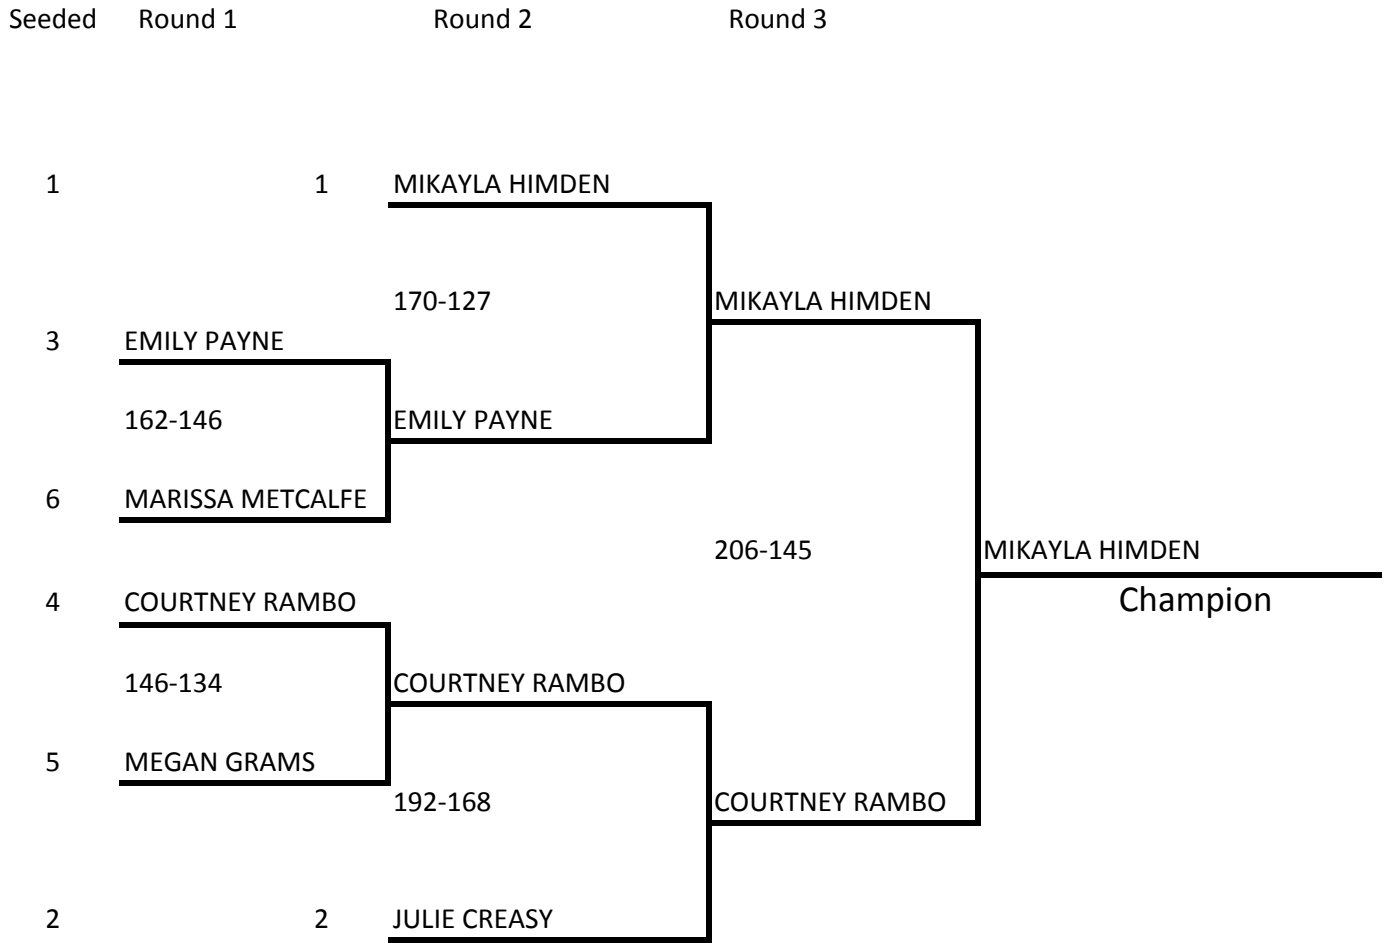 Seeded Round 1 Round 2 Round 3
1 1 MIKAYLA HIMDEN
170-127 MIKAYLA HIMDEN
3 EMILY PAYNE
162-146 EMILY PAYNE
6 MARISSA METCALFE
206-145 MIKAYLA HIMDEN
4 COURTNEY RAMBO Champion
146-134 COURTNEY RAMBO
5 MEGAN GRAMS
192-168 COURTNEY RAMBO
2 2 JULIE CREASY